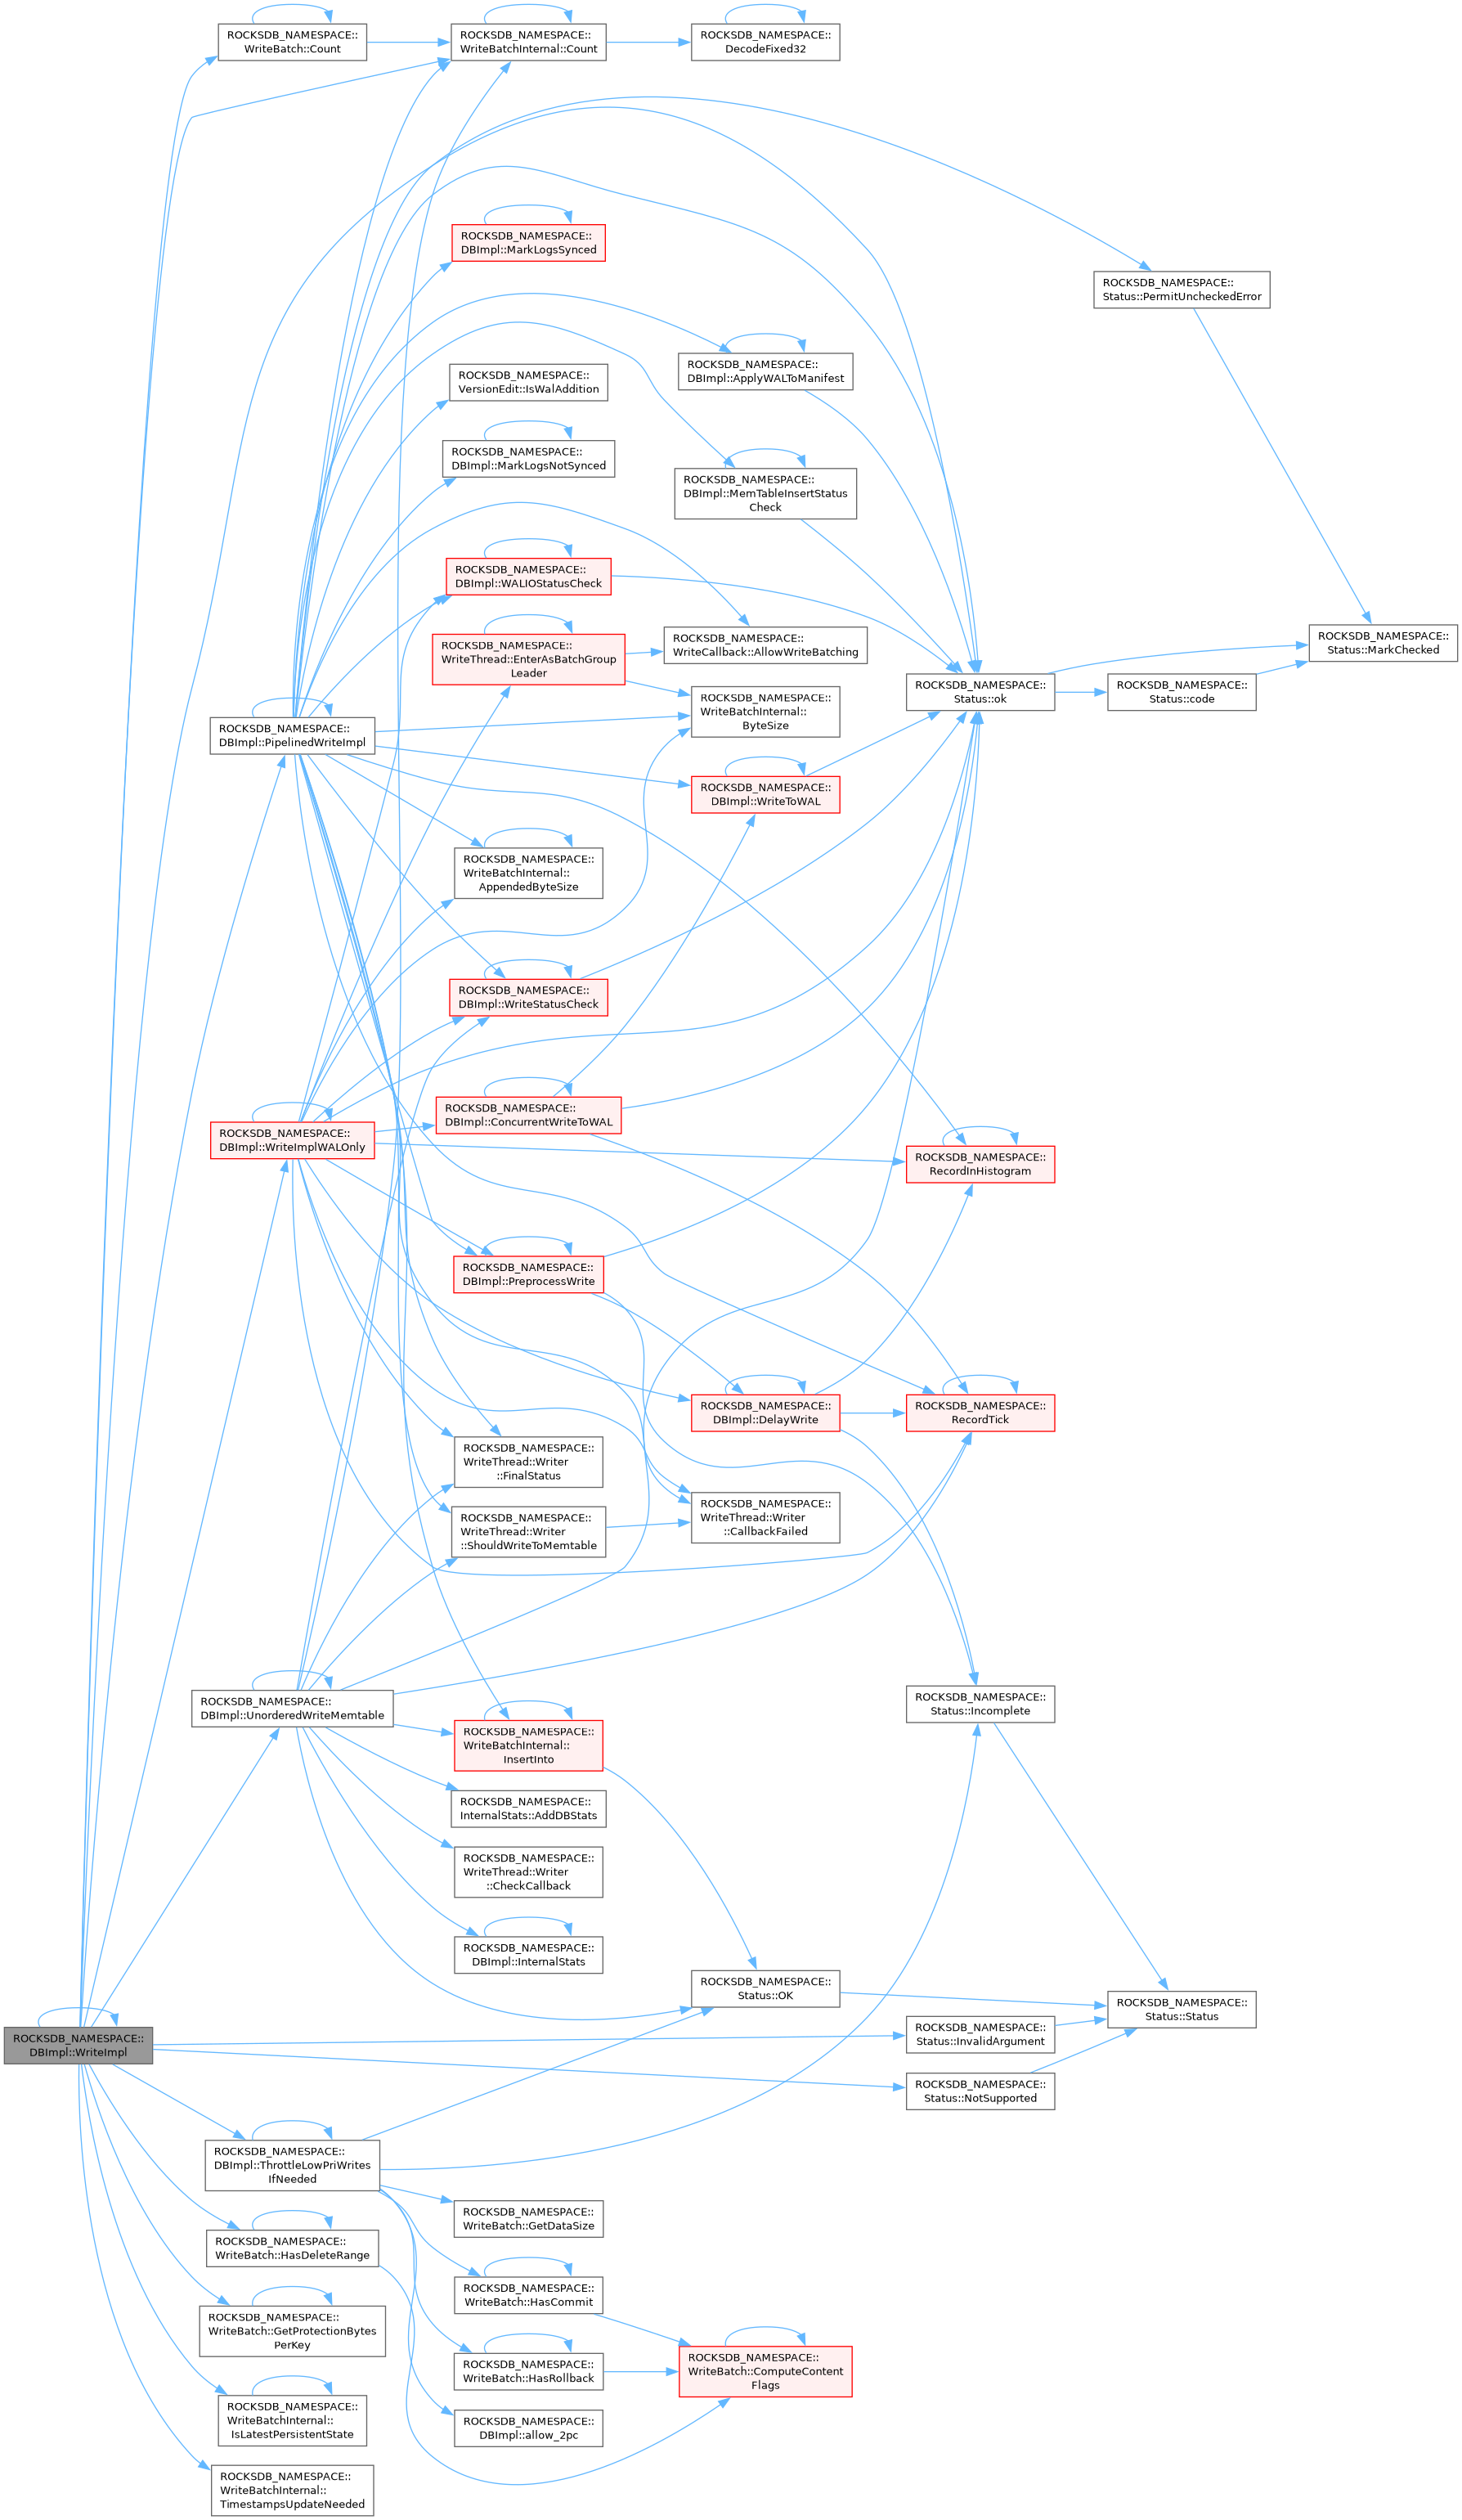 ROCKSDB_NAMESPACE::
WriteBatch::Count
ROCKSDB_NAMESPACE::
WriteBatchInternal::Count
ROCKSDB_NAMESPACE::
DecodeFixed32
ROCKSDB_NAMESPACE::
DBImpl::MarkLogsSynced
ROCKSDB_NAMESPACE::
Status::PermitUncheckedError
ROCKSDB_NAMESPACE::
DBImpl::ApplyWALToManifest
ROCKSDB_NAMESPACE::
VersionEdit::IsWalAddition
ROCKSDB_NAMESPACE::
DBImpl::MarkLogsNotSynced
ROCKSDB_NAMESPACE::
DBImpl::MemTableInsertStatus
Check
ROCKSDB_NAMESPACE::
DBImpl::WALIOStatusCheck
ROCKSDB_NAMESPACE::
WriteThread::EnterAsBatchGroup
Leader
ROCKSDB_NAMESPACE::
WriteCallback::AllowWriteBatching
ROCKSDB_NAMESPACE::
Status::MarkChecked
ROCKSDB_NAMESPACE::
Status::ok
ROCKSDB_NAMESPACE::
Status::code
ROCKSDB_NAMESPACE::
WriteBatchInternal::
ByteSize
ROCKSDB_NAMESPACE::
DBImpl::PipelinedWriteImpl
ROCKSDB_NAMESPACE::
DBImpl::WriteToWAL
ROCKSDB_NAMESPACE::
WriteBatchInternal::
AppendedByteSize
ROCKSDB_NAMESPACE::
DBImpl::WriteStatusCheck
ROCKSDB_NAMESPACE::
DBImpl::ConcurrentWriteToWAL
ROCKSDB_NAMESPACE::
DBImpl::WriteImplWALOnly
ROCKSDB_NAMESPACE::
RecordInHistogram
ROCKSDB_NAMESPACE::
DBImpl::PreprocessWrite
ROCKSDB_NAMESPACE::
DBImpl::DelayWrite
ROCKSDB_NAMESPACE::
RecordTick
ROCKSDB_NAMESPACE::
WriteThread::Writer
::FinalStatus
ROCKSDB_NAMESPACE::
WriteThread::Writer
::ShouldWriteToMemtable
ROCKSDB_NAMESPACE::
WriteThread::Writer
::CallbackFailed
ROCKSDB_NAMESPACE::
DBImpl::UnorderedWriteMemtable
ROCKSDB_NAMESPACE::
Status::Incomplete
ROCKSDB_NAMESPACE::
WriteBatchInternal::
InsertInto
ROCKSDB_NAMESPACE::
InternalStats::AddDBStats
ROCKSDB_NAMESPACE::
WriteThread::Writer
::CheckCallback
ROCKSDB_NAMESPACE::
DBImpl::InternalStats
ROCKSDB_NAMESPACE::
Status::OK
ROCKSDB_NAMESPACE::
Status::Status
ROCKSDB_NAMESPACE::
Status::InvalidArgument
ROCKSDB_NAMESPACE::
DBImpl::WriteImpl
ROCKSDB_NAMESPACE::
Status::NotSupported
ROCKSDB_NAMESPACE::
DBImpl::ThrottleLowPriWrites
IfNeeded
ROCKSDB_NAMESPACE::
WriteBatch::GetDataSize
ROCKSDB_NAMESPACE::
WriteBatch::HasDeleteRange
ROCKSDB_NAMESPACE::
WriteBatch::HasCommit
ROCKSDB_NAMESPACE::
WriteBatch::GetProtectionBytes
PerKey
ROCKSDB_NAMESPACE::
WriteBatch::HasRollback
ROCKSDB_NAMESPACE::
WriteBatch::ComputeContent
Flags
ROCKSDB_NAMESPACE::
WriteBatchInternal::
IsLatestPersistentState
ROCKSDB_NAMESPACE::
DBImpl::allow_2pc
ROCKSDB_NAMESPACE::
WriteBatchInternal::
TimestampsUpdateNeeded